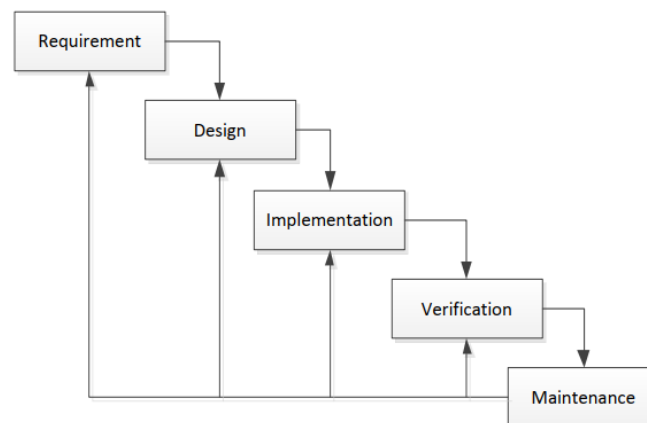 Requirement
Design
Implementation
Verification
Maintenance